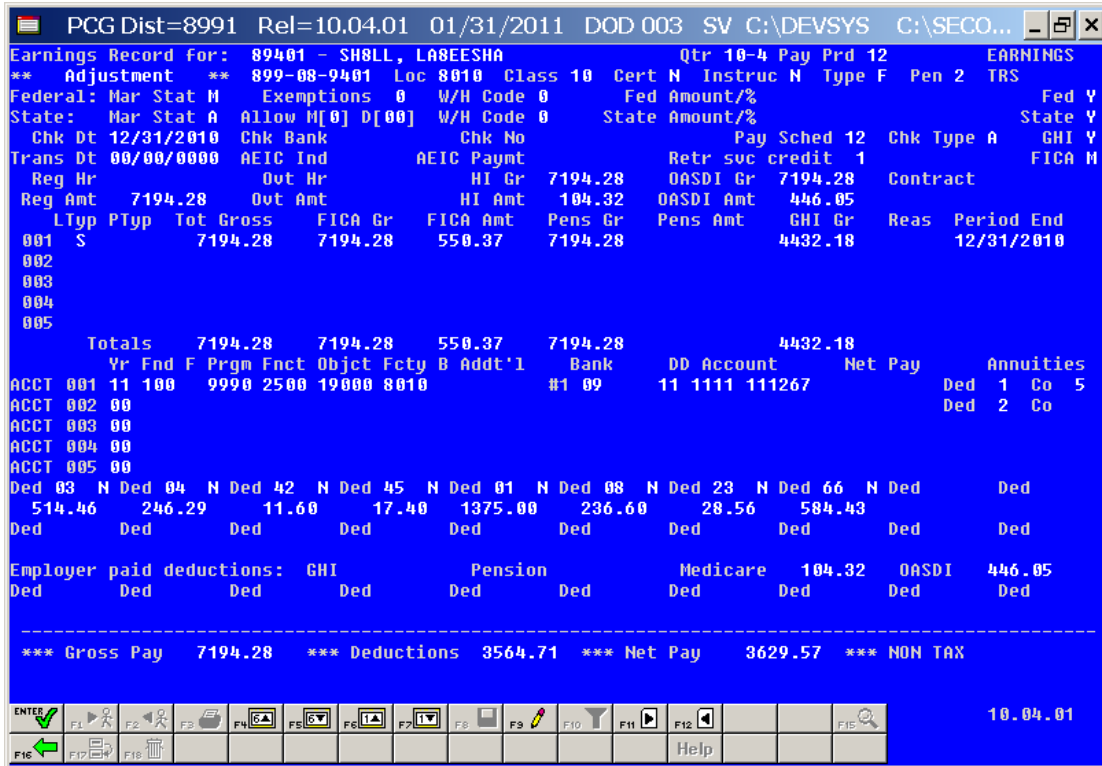 PCG Dist=8991 Rel=10.04.01 01/31/2011 DOD 003 SV C:\DEVSYS C:\SECO...
Earnings Record for: 89401 - SH8LL, LA8EESHA Qtr 10-4 Pay Prd 12 EARNINGS
** Adjustment ** 899-08-9401 Loc 8010 Class 10 Cert N Instruc N Type F Pen 2 TRS
Federal: Mar Stat M Exemptions 0 W/H Code 0 Fed Amount/% Fed Y
State: Mar Stat A Allow M[0] D[00] W/H Code 0 State Amount/% State Y
Chk Dt 12/31/2010 Chk Bank Chk No Pay Sched 12 Chk Type A GHI Y
Trans Dt 00/00/0000 AEIC Ind AEIC Paymt Retr svc credit 1 FICA M
Reg Hr Ovt Hr HI Gr 7194.28 OASDI Gr 7194.28 Contract
Reg Amt 7194.28 Ovt Amt HI Amt 104.32 OASDI Amt 446.05
LTyp PTyp Tot Gross FICA Gr FICA Amt Pens Gr Pens Amt GHI Gr Reas Period End
001 S 7194.28 7194.28 550.37 7194.28 4432.18 12/31/2010
002
003
004
005
Totals 7194.28 7194.28 550.37 7194.28 4432.18
Yr Fnd F Prgm Fnct Objct Fcty B Addt'l Bank DD Account Net Pay Annuities
ACCT 001 11 100 9990 2500 19000 8010 #1 09 11 1111 111267 Ded 1 Co 5
ACCT 002 00 Ded 2 Co
ACCT 003 00
ACCT 004 00
ACCT 005 00
Ded 03 N Ded 04 N Ded 42 N Ded 45 N Ded 01 N Ded 08 N Ded 23 N Ded 66 N Ded Ded
514.46 246.29 11.60 17.40 1375.00 236.60 28.56 584.43
Ded Ded Ded Ded Ded Ded Ded Ded Ded Ded
Employer paid deductions: GHI Pension Medicare 104.32 OASDI 446.05
Ded Ded Ded Ded Ded Ded Ded Ded Ded Ded
*** Gross Pay 7194.28 *** Deductions 3564.71 *** Net Pay 3629.57 *** NON TAX
ENTER F1 F2 F3 F4 6 F5 6 F6 1 F7 1 F8 F9 F10 F11 F12 F15 10.04.01
F16 F17 F18 Help